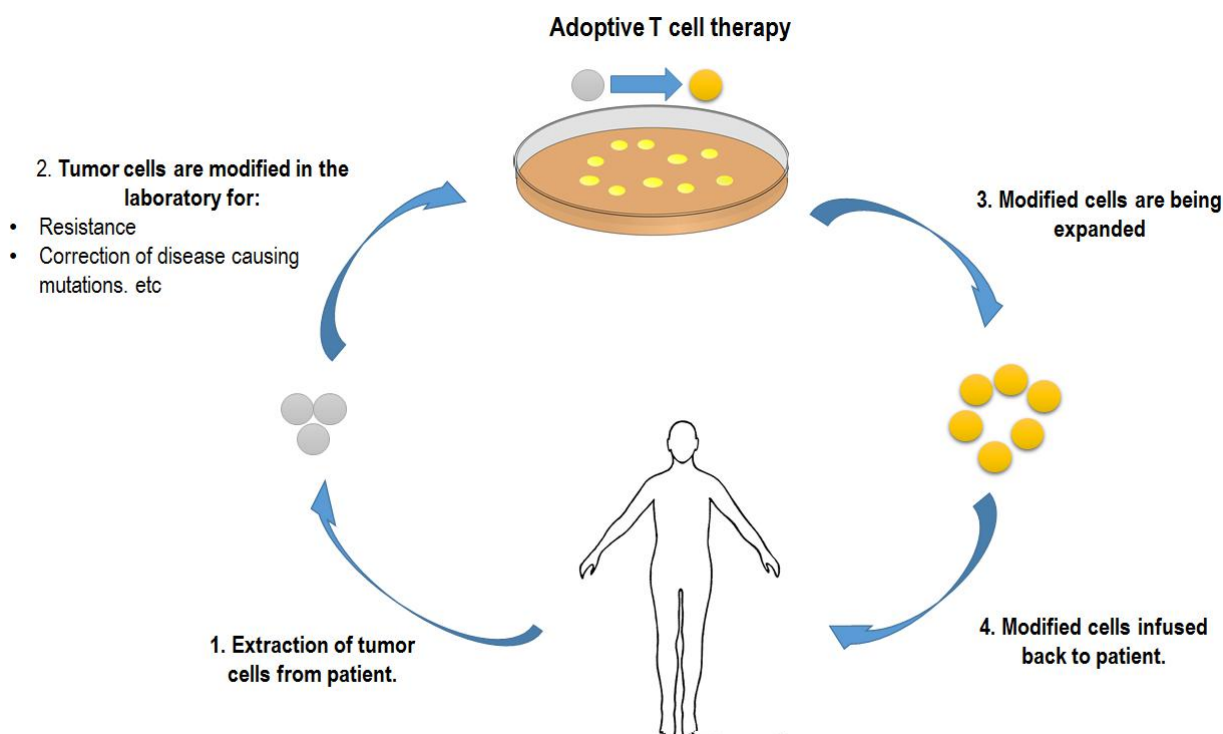 Adoptive T cell therapy
2. Tumor cells are modified in the
laboratory for:
• Resistance
• Correction of disease causing
mutations. etc
3. Modified cells are being
expanded
1. Extraction of tumor
cells from patient.
4. Modified cells infused
back to patient.